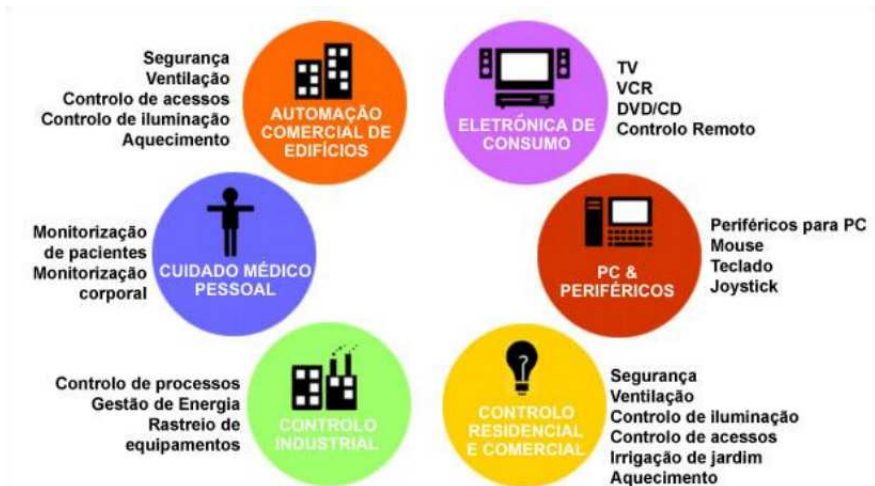 Segurança
Ventilação
Controlo de acessos
Controlo de iluminação
Aquecimento
AUTOMAÇÃO
COMERCIAL DE
EDIFÍCIOS
ELETRÓNICA DE
CONSUMO
TV
VCR
DVD/CD
Controlo Remoto
Monitorização
de pacientes
Monitorização
corporal
CUIDADO MÉDICO
PESSOAL
PC &
PERIFÉRICOS
Periféricos para PC
Mouse
Teclado
Joystick
Controlo de processos
Gestão de Energia
Rastreio de
equipamentos
CONTROLO
INDUSTRIAL
CONTROLO
RESIDENCIAL
E COMERCIAL
Segurança
Ventilação
Controlo de iluminação
Controlo de acessos
Irrigação de jardim
Aquecimento